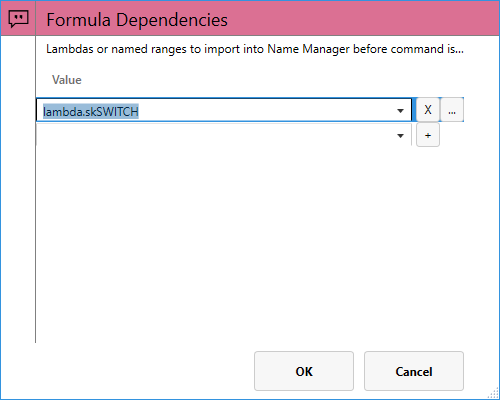 Formula Dependencies
Lambdas or named ranges to import into Name Manager before command is...
Value
lambda.skSWITCH
X
...
+
OK
Cancel